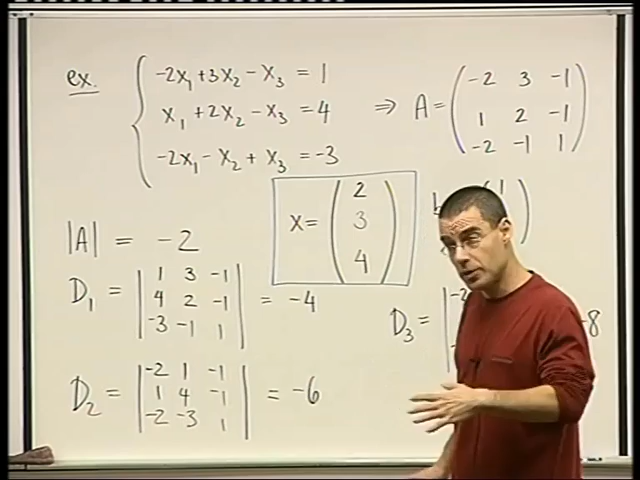 ex.
-2x₁+3x₂-x₃ = 1
x₁+2x₂-x₃ = 4
-2x₁-x₂+x₃ = -3
⇒ A =
-2 3 -1
1 2 -1
-2 -1 1
|A| = -2
x =
2
3
4
D₁ =
1 3 -1
4 2 -1
-3 -1 1
= -4
D₂ =
-2 1 -1
1 4 -1
-2 -3 1
= -6
D₃ =
-8